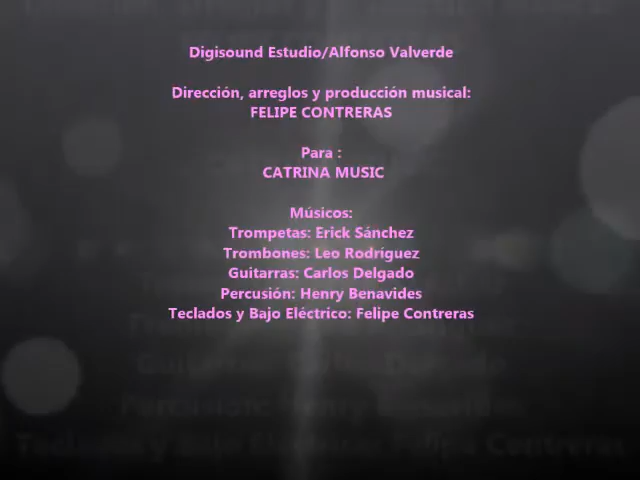 Digisound Estudio/Alfonso Valverde
Dirección, arreglos y producción musical:
FELIPE CONTRERAS
Para :
CATRINA MUSIC
Músicos:
Trompetas: Erick Sánchez
Trombones: Leo Rodríguez
Guitarras: Carlos Delgado
Percusión: Henry Benavides
Teclados y Bajo Eléctrico: Felipe Contreras